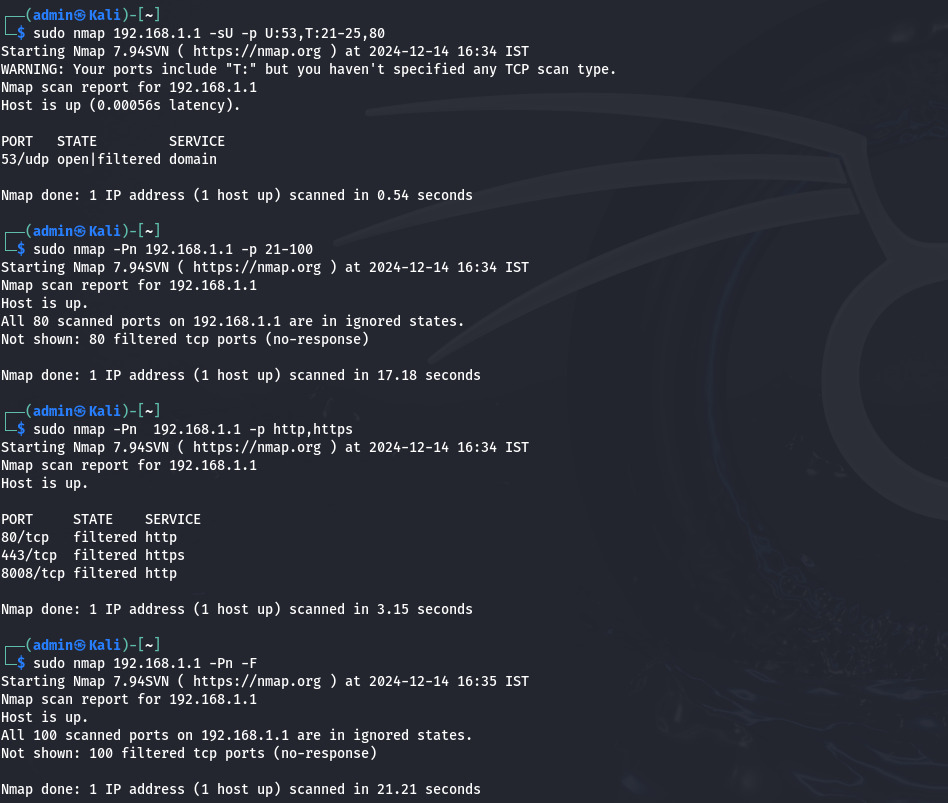 ┌──(admin㉿Kali)-[~]
└─$ sudo nmap 192.168.1.1 -sU -p U:53,T:21-25,80
Starting Nmap 7.94SVN ( https://nmap.org ) at 2024-12-14 16:34 IST
WARNING: Your ports include "T:" but you haven't specified any TCP scan type.
Nmap scan report for 192.168.1.1
Host is up (0.00056s latency).
PORT   STATE         SERVICE
53/udp open|filtered domain
Nmap done: 1 IP address (1 host up) scanned in 0.54 seconds
┌──(admin㉿Kali)-[~]
└─$ sudo nmap -Pn 192.168.1.1 -p 21-100
Starting Nmap 7.94SVN ( https://nmap.org ) at 2024-12-14 16:34 IST
Nmap scan report for 192.168.1.1
Host is up.
All 80 scanned ports on 192.168.1.1 are in ignored states.
Not shown: 80 filtered tcp ports (no-response)
Nmap done: 1 IP address (1 host up) scanned in 17.18 seconds
┌──(admin㉿Kali)-[~]
└─$ sudo nmap -Pn  192.168.1.1 -p http,https
Starting Nmap 7.94SVN ( https://nmap.org ) at 2024-12-14 16:34 IST
Nmap scan report for 192.168.1.1
Host is up.
PORT     STATE    SERVICE
80/tcp   filtered http
443/tcp  filtered https
8008/tcp filtered http
Nmap done: 1 IP address (1 host up) scanned in 3.15 seconds
┌──(admin㉿Kali)-[~]
└─$ sudo nmap 192.168.1.1 -Pn -F
Starting Nmap 7.94SVN ( https://nmap.org ) at 2024-12-14 16:35 IST
Nmap scan report for 192.168.1.1
Host is up.
All 100 scanned ports on 192.168.1.1 are in ignored states.
Not shown: 100 filtered tcp ports (no-response)
Nmap done: 1 IP address (1 host up) scanned in 21.21 seconds